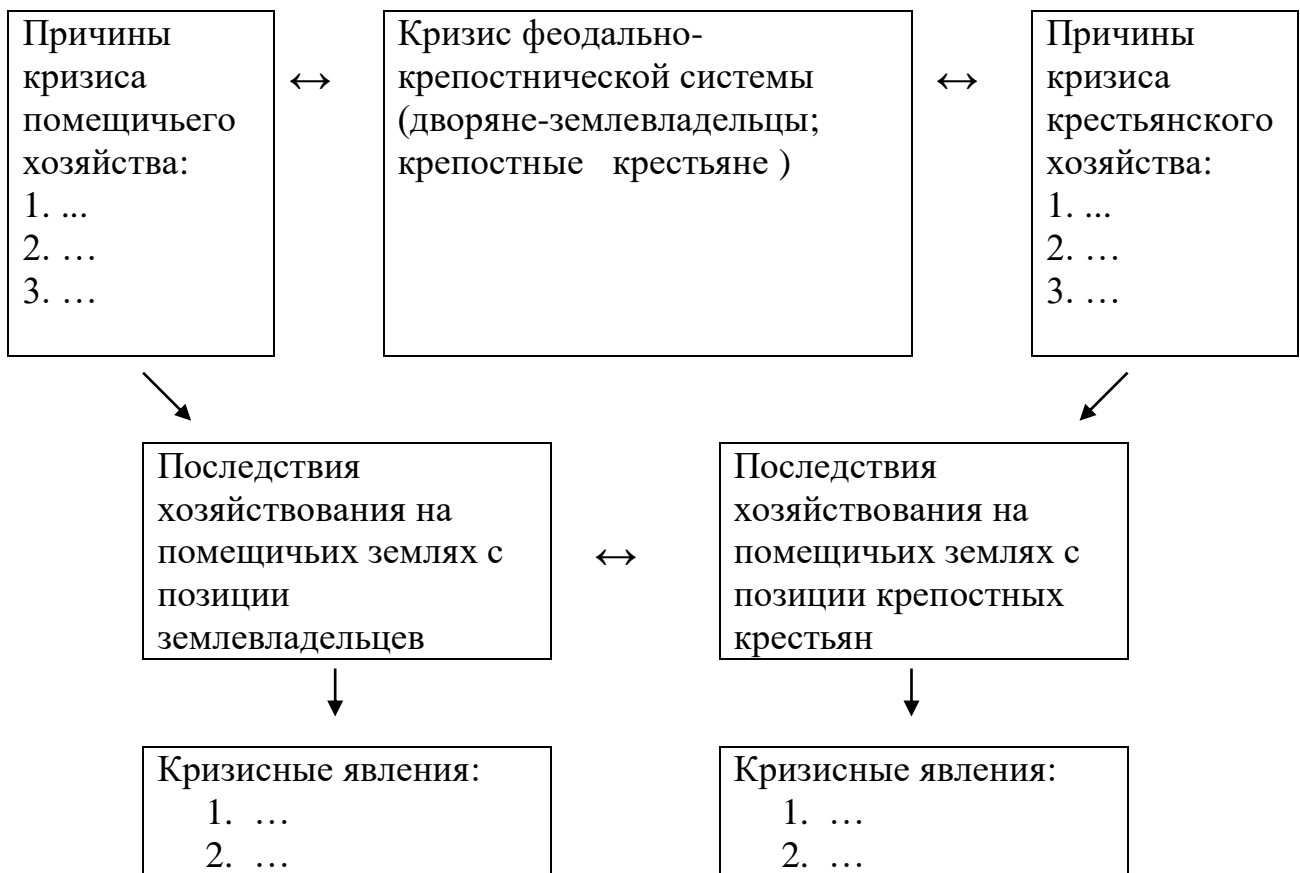 Причины
кризиса
помещичьего
хозяйства:
1. ...
2. …
3. …
↔
Кризис феодально-
крепостнической системы
(дворяне-землевладельцы;
крепостные крестьяне )
↔
Причины
кризиса
крестьянского
хозяйства:
1. ...
2. …
3. …
Последствия
хозяйствования на
помещичьих землях с
позиции
землевладельцев
↔
Последствия
хозяйствования на
помещичьих землях с
позиции крепостных
крестьян
Кризисные явления:
1. …
2. …
Кризисные явления:
1. …
2. …